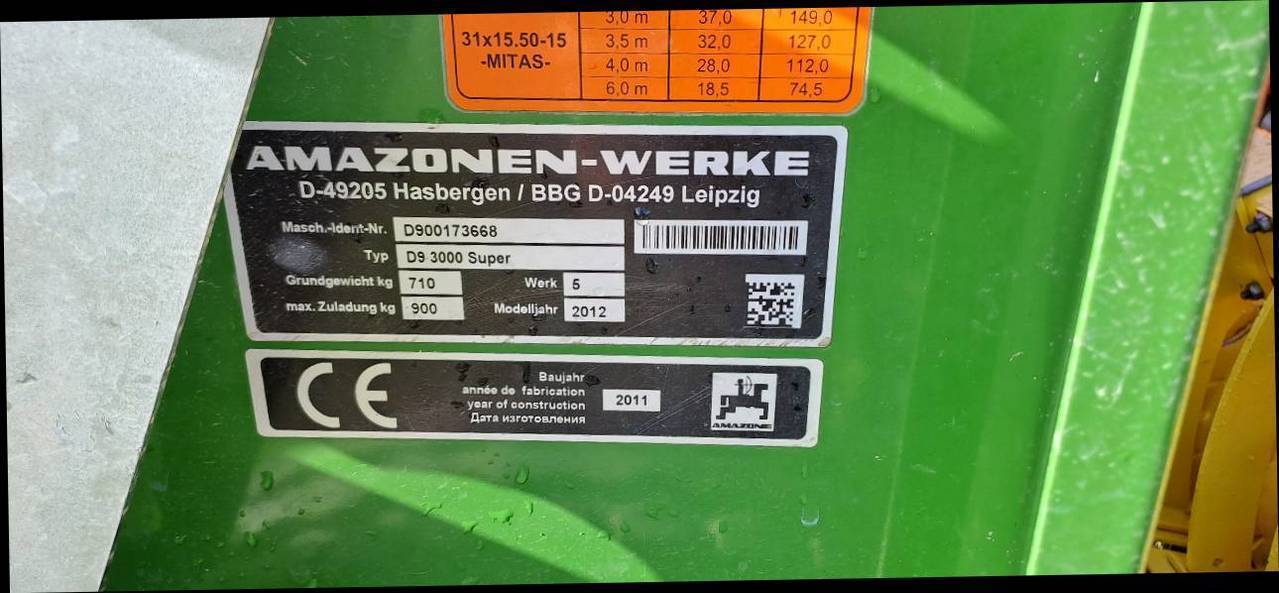 3,0 m 37,0 149,0
31x15.50-15 3,5 m 32,0 127,0
-MITAS- 4,0 m 28,0 112,0
6,0 m 18,5 74,5
AMAZONEN-WERKE
D-49205 Hasbergen / BBG D-04249 Leipzig
Masch.-Ident-Nr. D900173668
Typ D9 3000 Super
Grundgewicht kg 710 Werk 5
max. Zuladung kg 900 Modelljahr 2012
CE
Baujahr
année de fabrication
year of construction 2011
Дата изготовления
AMAZONE